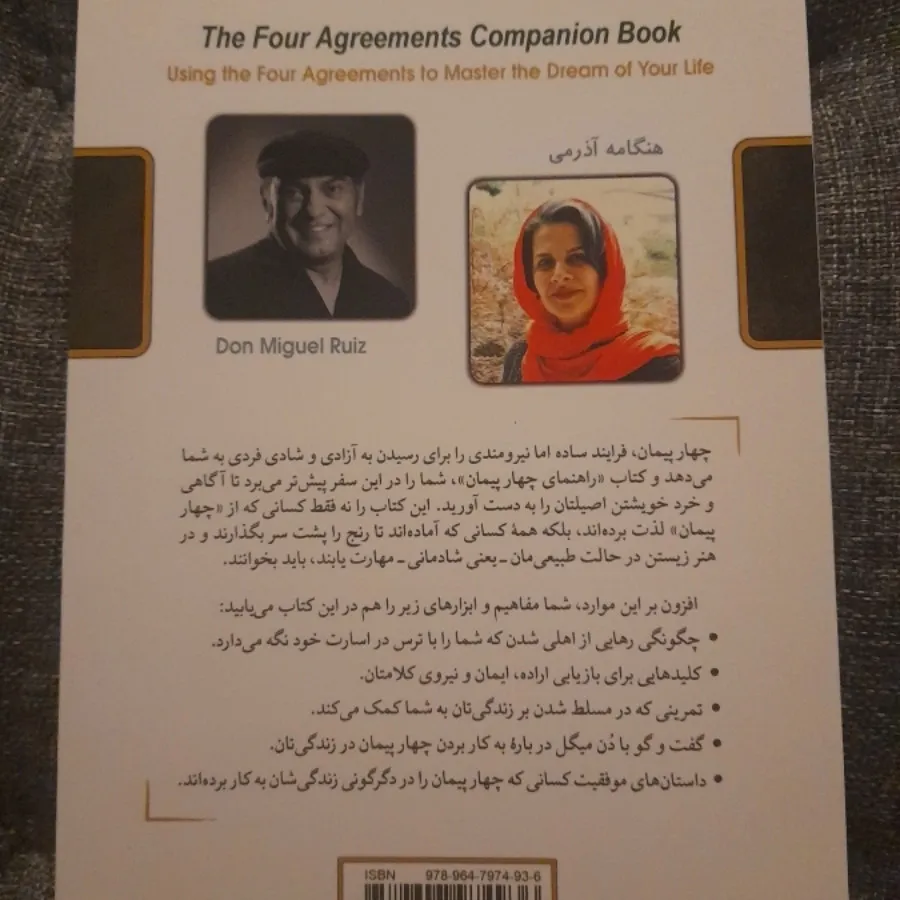 The Four Agreements Companion Book
Using the Four Agreements to Master the Dream of Your Life
هنگامه آذرمی
Don Miguel Ruiz
چهار پیمان، فرایند ساده اما نیرومندی را برای رسیدن به آزادی و شادی فردی به شما
می‌دهد و کتاب «راهنمای چهار پیمان»، شما را در این سفر پیش‌تر می‌برد تا آگاهی
و خرد خویشتن اصیلتان را به دست آورید. این کتاب را نه فقط کسانی که از «چهار
پیمان» لذت برده‌اند، بلکه همهٔ کسانی که آماده‌اند تا رنج را پشت سر بگذارند و در
هنر زیستن در حالت طبیعی‌مان ـ یعنی شادمانی ـ مهارت یابند، باید بخوانند.
افزون بر این موارد، شما مفاهیم و ابزارهای زیر را هم در این کتاب می‌یابید:
• چگونگی رهایی از اهلی شدن که شما را با ترس در اسارت خود نگه می‌دارد.
• کلیدهایی برای بازیابی اراده، ایمان و نیروی کلامتان.
• تمرینی که در مسلط شدن بر زندگی‌تان به شما کمک می‌کند.
• گفت و گو با دُن میگل در بارهٔ به کار بردن چهار پیمان در زندگی‌تان.
• داستان‌های موفقیت کسانی که چهار پیمان را در دگرگونی زندگی‌شان به کار برده‌اند.
ISBN 978-964-7974-93-6